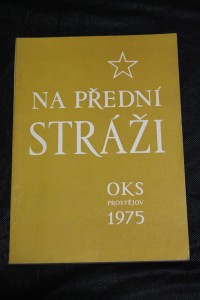 NA PŘEDNÍ
STRÁŽI
OKS
PROSTĚJOV
1975